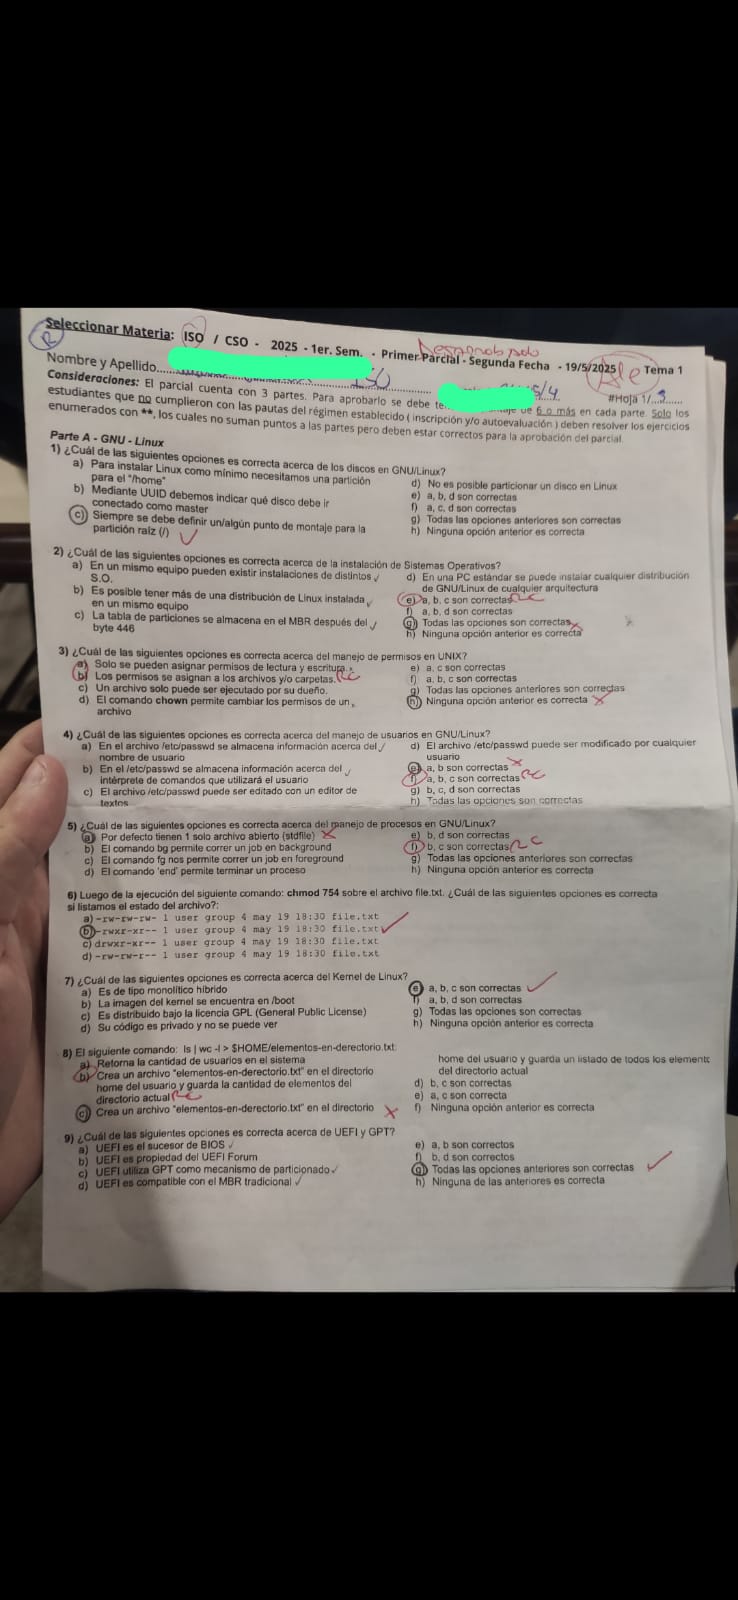 Seleccionar Materia: ISO / CSO - 2025 - 1er. Sem. - Primer Parcial - Segunda Fecha - 19/5/2025 Tema 1
Desaprobado
R
Nombre y Apellido
ISO
5/4
#Hoja 1/...3......
Consideraciones: El parcial cuenta con 3 partes. Para aprobarlo se debe de 6 o más en cada parte. Solo los
estudiantes que no cumplieron con las pautas del régimen establecido ( inscripción y/o autoevaluación ) deben resolver los ejercicios
enumerados con **, los cuales no suman puntos a las partes pero deben estar correctos para la aprobación del parcial.
Parte A - GNU - Linux
1) ¿Cuál de las siguientes opciones es correcta acerca de los discos en GNU/Linux?
a) Para instalar Linux como mínimo necesitamos una partición
para el "/home"
b) Mediante UUID debemos indicar qué disco debe ir
conectado como master
c) Siempre se debe definir un/algún punto de montaje para la
partición raíz (/)
d) No es posible particionar un disco en Linux
e) a, b, d son correctas
f) a, c, d son correctas
g) Todas las opciones anteriores son correctas
h) Ninguna opción anterior es correcta
2) ¿Cuál de las siguientes opciones es correcta acerca de la instalación de Sistemas Operativos?
a) En un mismo equipo pueden existir instalaciones de distintos
S.O.
b) Es posible tener más de una distribución de Linux instalada
en un mismo equipo
c) La tabla de particiones se almacena en el MBR después del
byte 446
d) En una PC estándar se puede instalar cualquier distribución
de GNU/Linux de cualquier arquitectura
e) a, b, c son correctas RC
f) a, b, d son correctas
g) Todas las opciones son correctas
h) Ninguna opción anterior es correcta
3) ¿Cuál de las siguientes opciones es correcta acerca del manejo de permisos en UNIX?
a) Solo se pueden asignar permisos de lectura y escritura.
b) Los permisos se asignan a los archivos y/o carpetas. RC
c) Un archivo solo puede ser ejecutado por su dueño.
d) El comando chown permite cambiar los permisos de un
archivo
e) a, c son correctas
f) a, b, c son correctas
g) Todas las opciones anteriores son correctas
h) Ninguna opción anterior es correcta
4) ¿Cuál de las siguientes opciones es correcta acerca del manejo de usuarios en GNU/Linux?
a) En el archivo /etc/passwd se almacena información acerca del
nombre de usuario
b) En el /etc/passwd se almacena información acerca del
intérprete de comandos que utilizará el usuario
c) El archivo /etc/passwd puede ser editado con un editor de
textos
d) El archivo /etc/passwd puede ser modificado por cualquier
usuario
e) a, b son correctas
f) a, b, c son correctas RC
g) b, c, d son correctas
h) Todas las opciones son correctas
5) ¿Cuál de las siguientes opciones es correcta acerca del manejo de procesos en GNU/Linux?
a) Por defecto tienen 1 solo archivo abierto (stdfile)
b) El comando bg permite correr un job en background
c) El comando fg nos permite correr un job en foreground
d) El comando 'end' permite terminar un proceso
e) b, d son correctas
f) b, c son correctas RC
g) Todas las opciones anteriores son correctas
h) Ninguna opción anterior es correcta
6) Luego de la ejecución del siguiente comando: chmod 754 sobre el archivo file.txt. ¿Cuál de las siguientes opciones es correcta
si listamos el estado del archivo?:
a) -rw-rw-rw- 1 user group 4 may 19 18:30 file.txt
b) -rwxr-xr-- 1 user group 4 may 19 18:30 file.txt
c) drwxr-xr-- 1 user group 4 may 19 18:30 file.txt
d) -rw-rw-r-- 1 user group 4 may 19 18:30 file.txt
7) ¿Cuál de las siguientes opciones es correcta acerca del Kernel de Linux?
a) Es de tipo monolítico híbrido
b) La imagen del kernel se encuentra en /boot
c) Es distribuido bajo la licencia GPL (General Public License)
d) Su código es privado y no se puede ver
e) a, b, c son correctas
f) a, b, d son correctas
g) Todas las opciones son correctas
h) Ninguna opción anterior es correcta
8) El siguiente comando: ls | wc -l > $HOME/elementos-en-derectorio.txt:
a) Retorna la cantidad de usuarios en el sistema
b) Crea un archivo "elementos-en-derectorio.txt" en el directorio
home del usuario y guarda la cantidad de elementos del
directorio actual RC
c) Crea un archivo "elementos-en-derectorio.txt" en el directorio
home del usuario y guarda un listado de todos los elemento
del directorio actual
d) b, c son correctas
e) a, c son correcta
f) Ninguna opción anterior es correcta
9) ¿Cuál de las siguientes opciones es correcta acerca de UEFI y GPT?
a) UEFI es el sucesor de BIOS
b) UEFI es propiedad del UEFI Forum
c) UEFI utiliza GPT como mecanismo de particionado
d) UEFI es compatible con el MBR tradicional
e) a, b son correctos
f) b, d son correctos
g) Todas las opciones anteriores son correctas
h) Ninguna de las anteriores es correcta